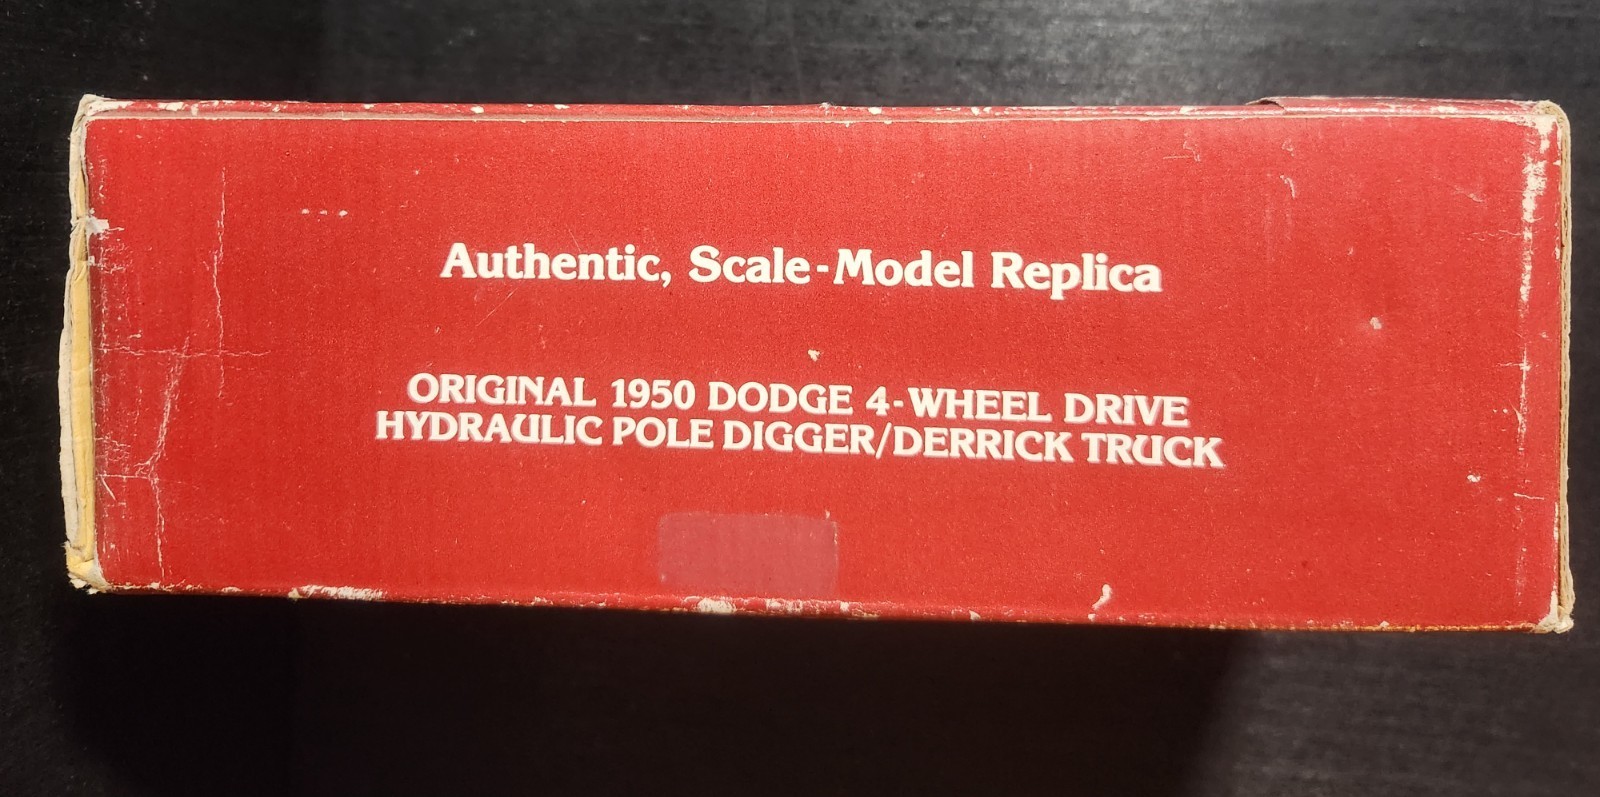 Authentic, Scale-Model Replica
ORIGINAL 1950 DODGE 4-WHEEL DRIVE
HYDRAULIC POLE DIGGER/DERRICK TRUCK